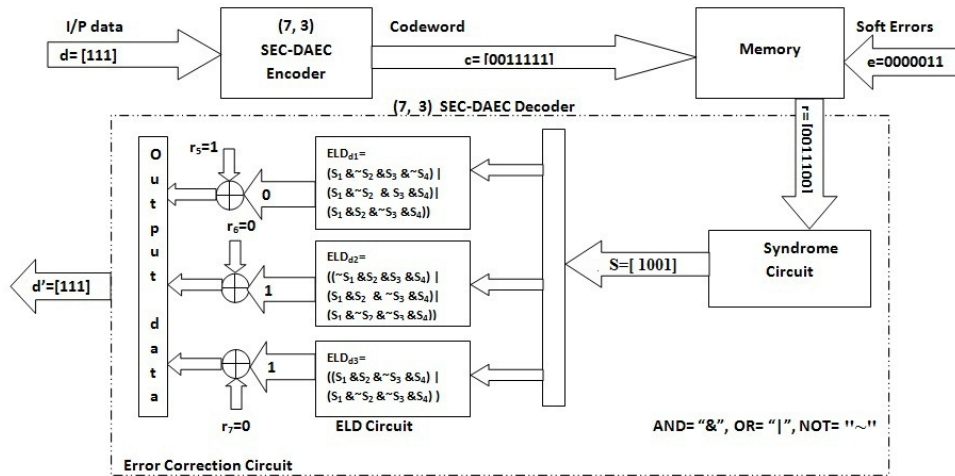 I/P data
d= [111]
(7, 3)
SEC-DAEC
Encoder
Codeword
c= [0011111]
Memory
Soft Errors
e=0000011
r= [0011100]
(7, 3) SEC-DAEC Decoder
Output data
r₅=1
0
ELDd1=
(S₁ &~S₂ &S₃ &~S₄) |
(S₁ &~S₂ & S₃ &S₄)|
(S₁ &S₂ &~S₃ &S₄))
r₆=0
1
ELDd2=
((~S₁ &S₂ &S₃ &S₄) |
(S₁ &S₂ & ~S₃ &S₄)|
(S₁ &~S₂ &~S₃ &S₄))
1
r₇=0
ELDd3=
((S₁ &S₂ &~S₃ &S₄) |
(S₁ &~S₂ &~S₃ &S₄) )
ELD Circuit
S=[ 1001]
Syndrome
Circuit
d'=[111]
AND= "&", OR= "|", NOT= "~"
Error Correction Circuit